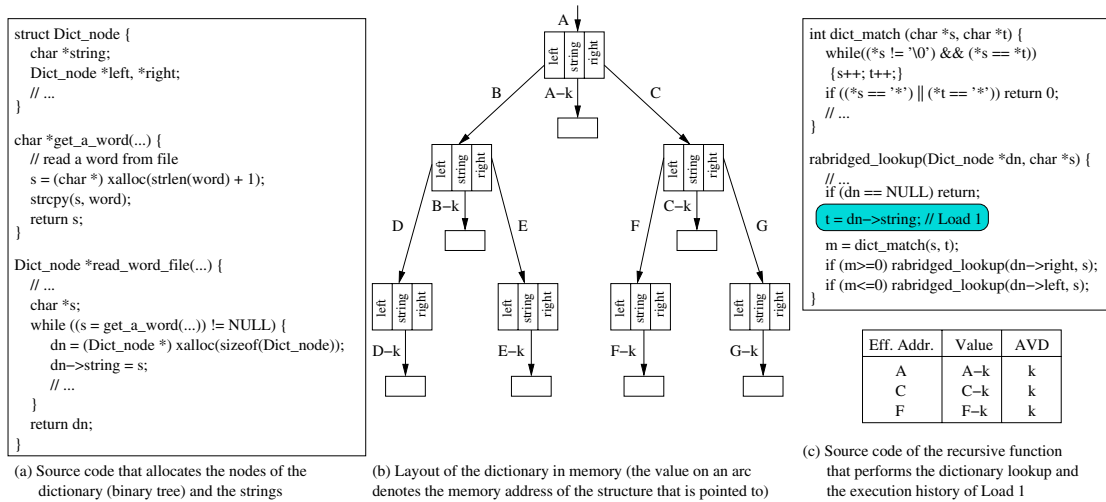 struct Dict_node {
char *string;
Dict_node *left, *right;
// ...
}
char *get_a_word(...) {
// read a word from file
s = (char *) xalloc(strlen(word) + 1);
strcpy(s, word);
return s;
}
Dict_node *read_word_file(...) {
// ...
char *s;
while ((s = get_a_word(...)) != NULL) {
dn = (Dict_node *) xalloc(sizeof(Dict_node));
dn->string = s;
// ...
}
return dn;
}
(a) Source code that allocates the nodes of the
dictionary (binary tree) and the strings
A
left string right
B A-k C
left string right left string right
B-k C-k
D E F G
left string right left string right left string right left string right
D-k E-k F-k G-k
(b) Layout of the dictionary in memory (the value on an arc
denotes the memory address of the structure that is pointed to)
int dict_match (char *s, char *t) {
while((*s != '\0') && (*s == *t))
{s++; t++;}
if ((*s == '*') || (*t == '*')) return 0;
// ...
}
rabridged_lookup(Dict_node *dn, char *s) {
// ...
if (dn == NULL) return;
t = dn->string; // Load 1
m = dict_match(s, t);
if (m>=0) rabridged_lookup(dn->right, s);
if (m<=0) rabridged_lookup(dn->left, s);
}
Eff. Addr. Value AVD
A A-k k
C C-k k
F F-k k
(c) Source code of the recursive function
that performs the dictionary lookup and
the execution history of Load 1